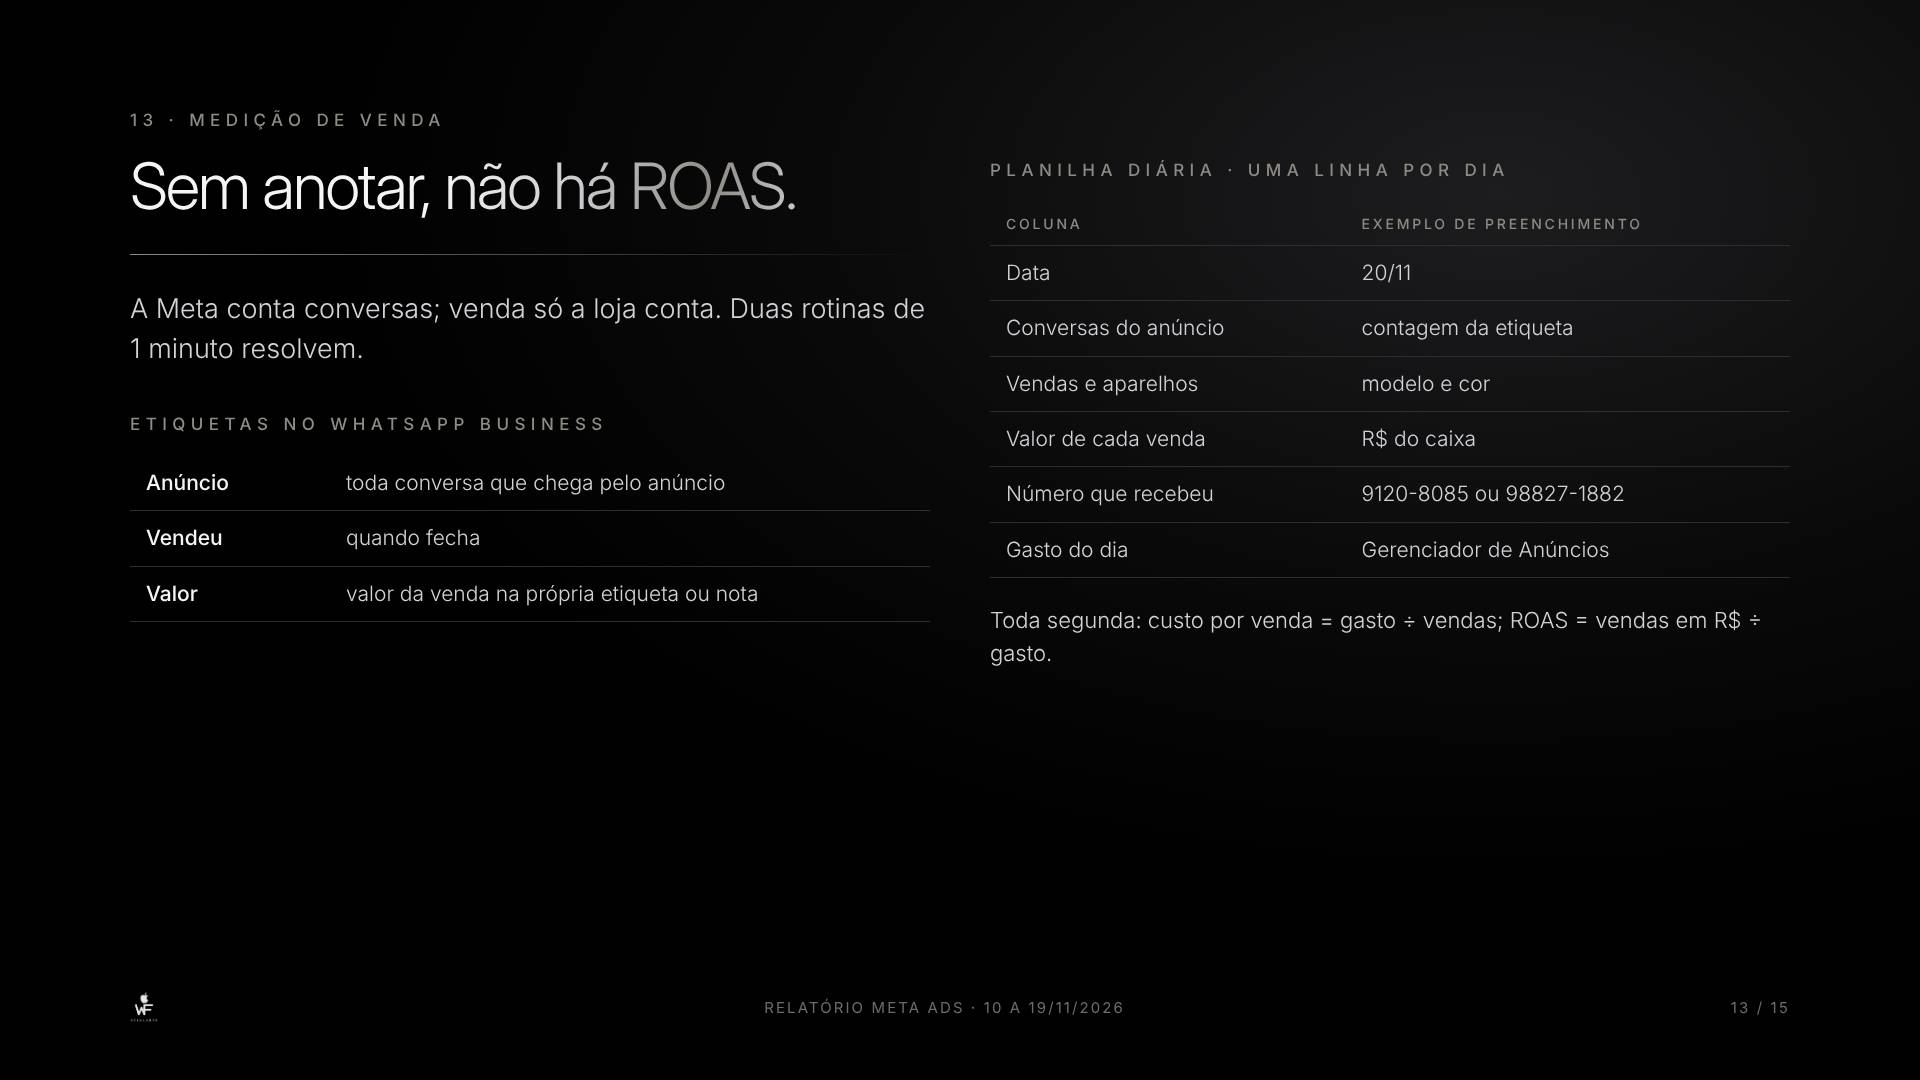 13 · MEDIÇÃO DE VENDA
Sem anotar, não há ROAS.
A Meta conta conversas; venda só a loja conta. Duas rotinas de
1 minuto resolvem.
ETIQUETAS NO WHATSAPP BUSINESS
Anúncio toda conversa que chega pelo anúncio
Vendeu quando fecha
Valor valor da venda na própria etiqueta ou nota
PLANILHA DIÁRIA · UMA LINHA POR DIA
COLUNA EXEMPLO DE PREENCHIMENTO
Data 20/11
Conversas do anúncio contagem da etiqueta
Vendas e aparelhos modelo e cor
Valor de cada venda R$ do caixa
Número que recebeu 9120-8085 ou 98827-1882
Gasto do dia Gerenciador de Anúncios
Toda segunda: custo por venda = gasto ÷ vendas; ROAS = vendas em R$ ÷
gasto.
WF
RELATÓRIO META ADS · 10 A 19/11/2026
13 / 15